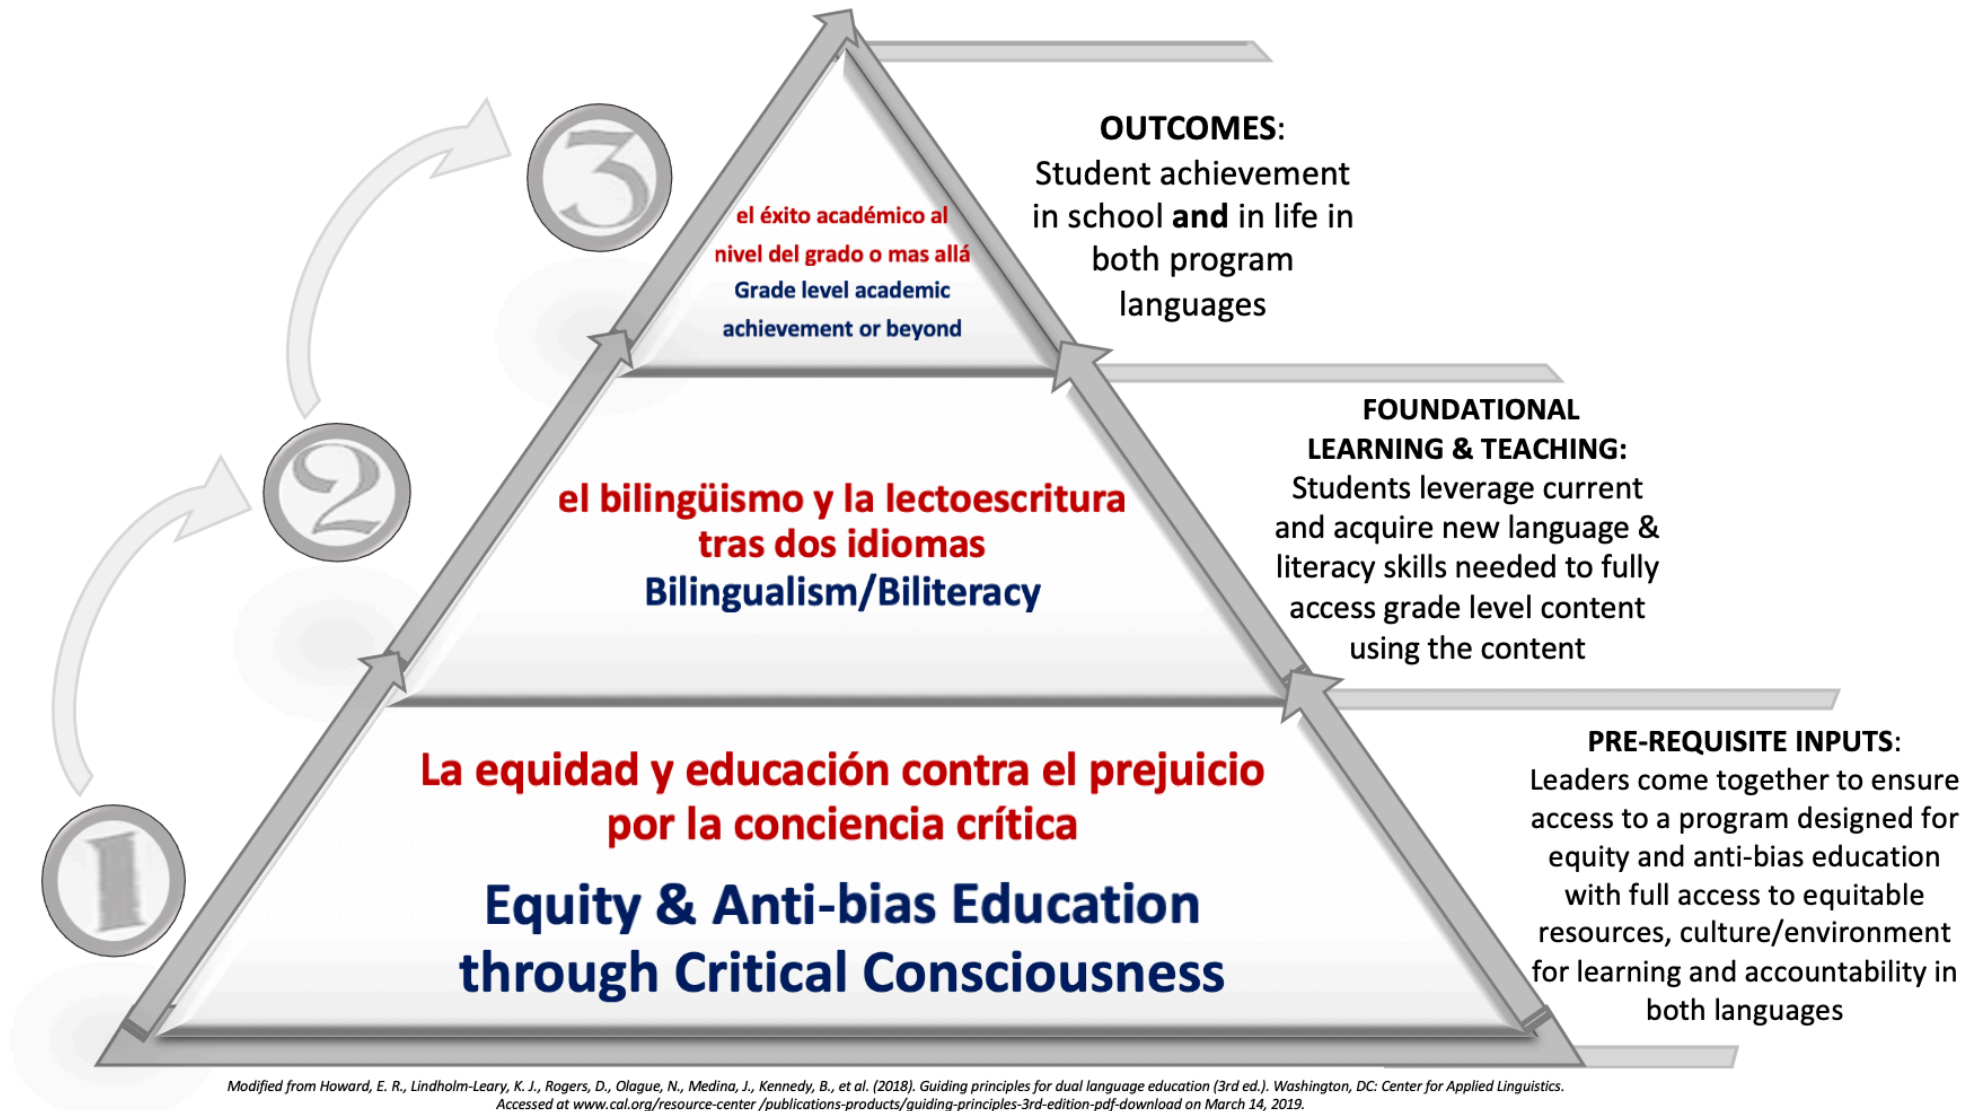 3
el éxito académico al
nivel del grado o mas allá
Grade level academic
achievement or beyond
OUTCOMES:
Student achievement
in school and in life in
both program
languages
2
el bilingüismo y la lectoescritura
tras dos idiomas
Bilingualism/Biliteracy
FOUNDATIONAL
LEARNING & TEACHING:
Students leverage current
and acquire new language &
literacy skills needed to fully
access grade level content
using the content
1
La equidad y educación contra el prejuicio
por la conciencia crítica
Equity & Anti-bias Education
through Critical Consciousness
PRE-REQUISITE INPUTS:
Leaders come together to ensure
access to a program designed for
equity and anti-bias education
with full access to equitable
resources, culture/environment
for learning and accountability in
both languages
Modified from Howard, E. R., Lindholm-Leary, K. J., Rogers, D., Olague, N., Medina, J., Kennedy, B., et al. (2018). Guiding principles for dual language education (3rd ed.). Washington, DC: Center for Applied Linguistics.
Accessed at www.cal.org/resource-center /publications-products/guiding-principles-3rd-edition-pdf-download on March 14, 2019.